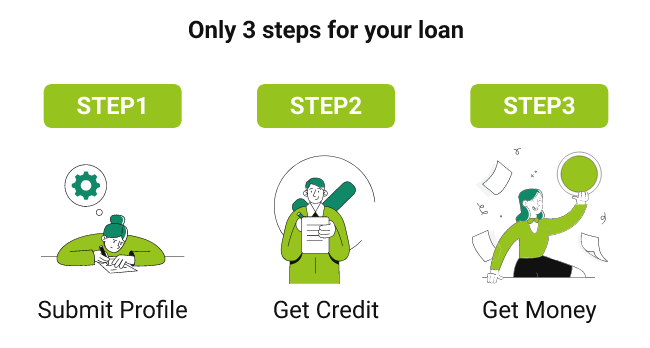 Only 3 steps for your loan
STEP1
STEP2
STEP3
Submit Profile
Get Credit
Get Money